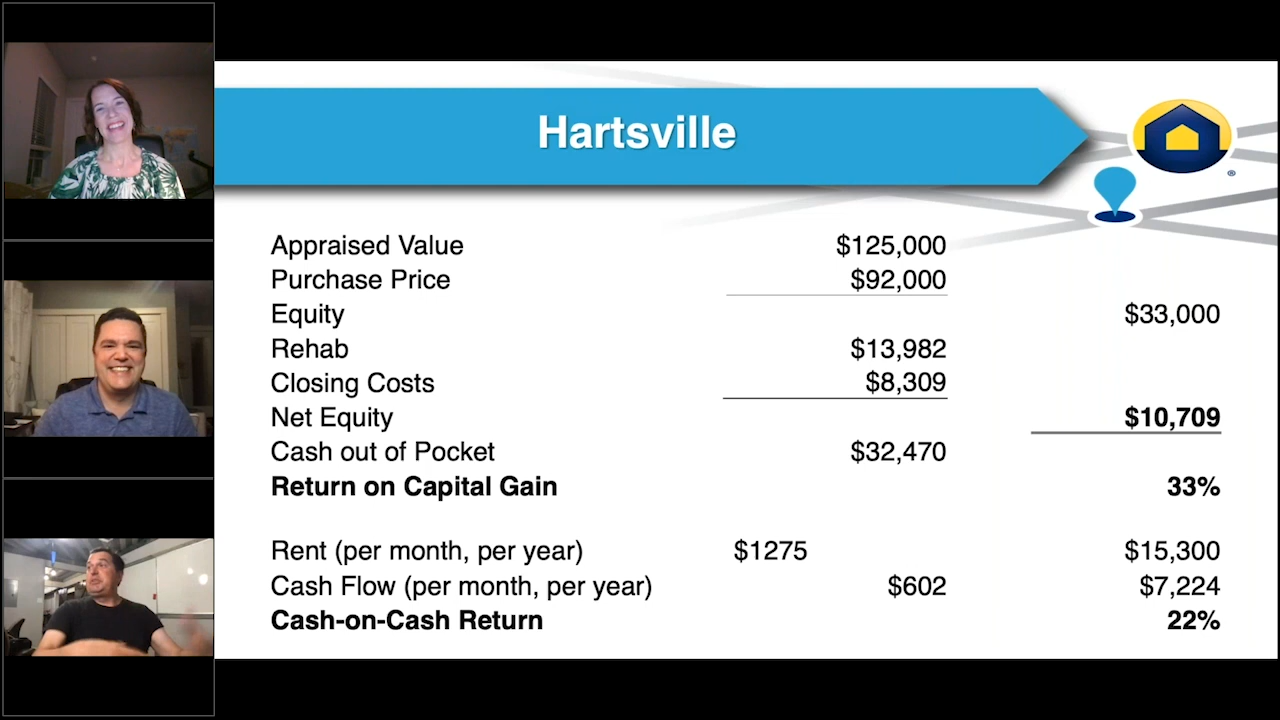 Hartsville
®
Appraised Value $125,000
Purchase Price $92,000
Equity $33,000
Rehab $13,982
Closing Costs $8,309
Net Equity $10,709
Cash out of Pocket $32,470
Return on Capital Gain 33%
Rent (per month, per year) $1275 $15,300
Cash Flow (per month, per year) $602 $7,224
Cash-on-Cash Return 22%